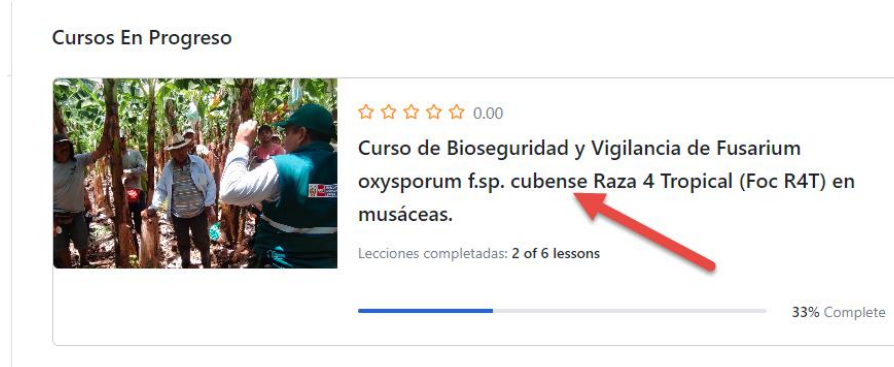 Cursos En Progreso
0.00
Curso de Bioseguridad y Vigilancia de Fusarium
oxysporum f.sp. cubense Raza 4 Tropical (Foc R4T) en
musáceas.
Lecciones completadas: 2 of 6 lessons
33% Complete